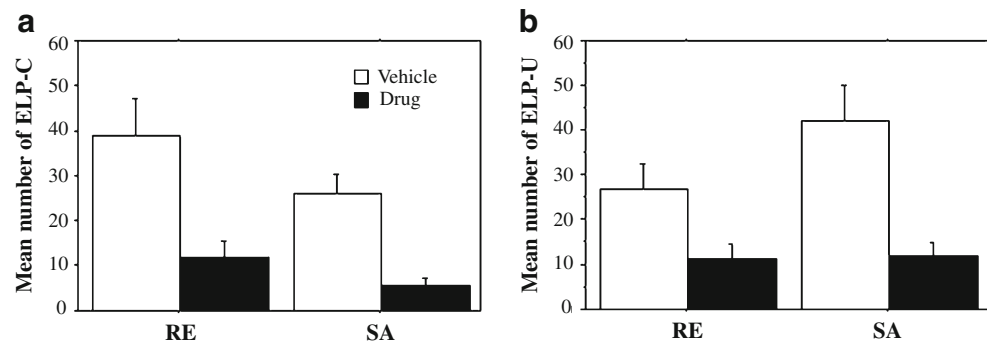 a
Mean number of ELP-C
60
50
40
30
20
10
0
Vehicle
Drug
RE SA
b
Mean number of ELP-U
60
50
40
30
20
10
0
RE SA